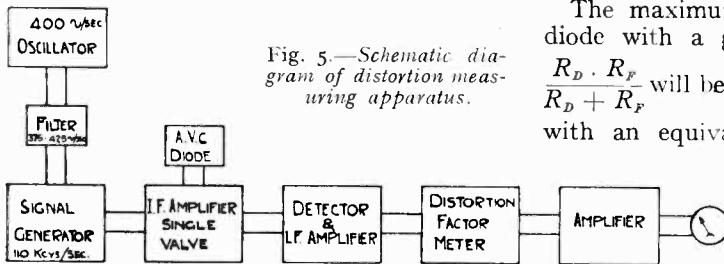 400 ~/SEC
OSCILLATOR
FILTER
375-425~/SEC
SIGNAL
GENERATOR
110 KCYS/SEC.
A.V.C
DIODE
I.F. AMPLIFIER
SINGLE
VALVE
DETECTOR
&
L.F. AMPLIFIER
DISTORTION
FACTOR
METER
AMPLIFIER
Fig. 5.—Schematic dia-
gram of distortion meas-
uring apparatus.
The maximum
diode with a g
R_D . R_F / R_D + R_F will be
with an equiva